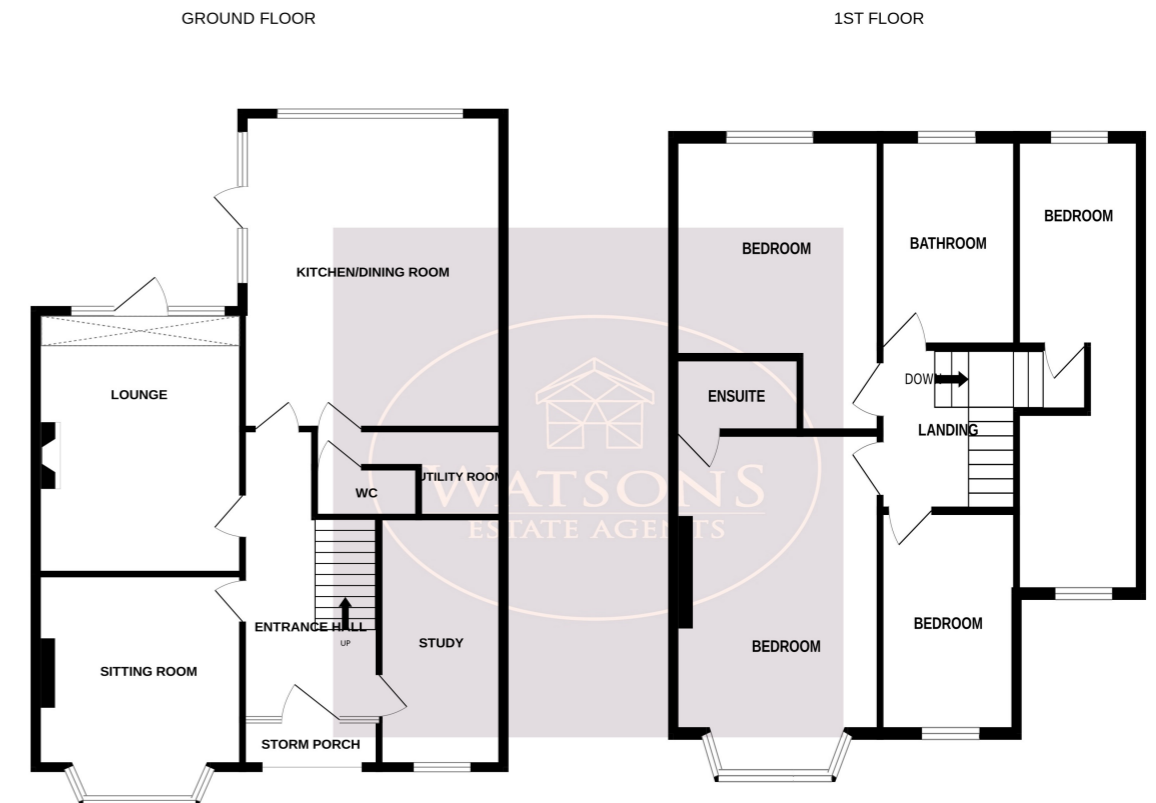 GROUND FLOOR
KITCHEN/DINING ROOM
LOUNGE
UTILITY ROOM
WC
ENTRANCE HALL
UP
STUDY
SITTING ROOM
STORM PORCH
WATSONS
ESTATE AGENTS
1ST FLOOR
BEDROOM
BATHROOM
BEDROOM
ENSUITE
DOWN
LANDING
BEDROOM
BEDROOM